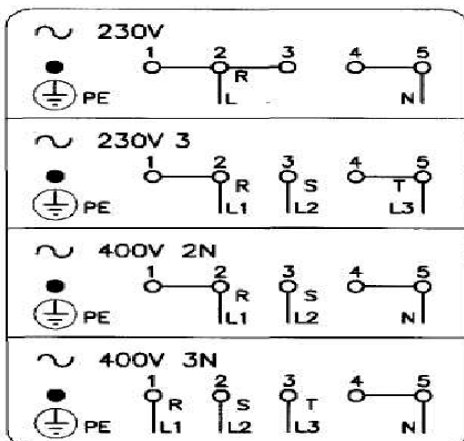 ∼ 230V
1 2 3 4 5
R
PE L N
∼ 230V 3
1 2 3 4 5
R S T
PE L1 L2 L3
∼ 400V 2N
1 2 3 4 5
R S
PE L1 L2 N
∼ 400V 3N
1 2 3 4 5
R S T
PE L1 L2 L3 N